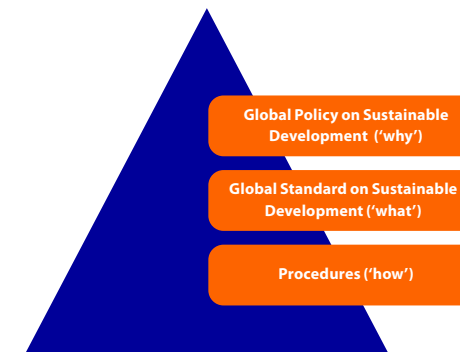 Global Policy on Sustainable
Development (‘why’)
Global Standard on Sustainable
Development (‘what’)
Procedures (‘how’)